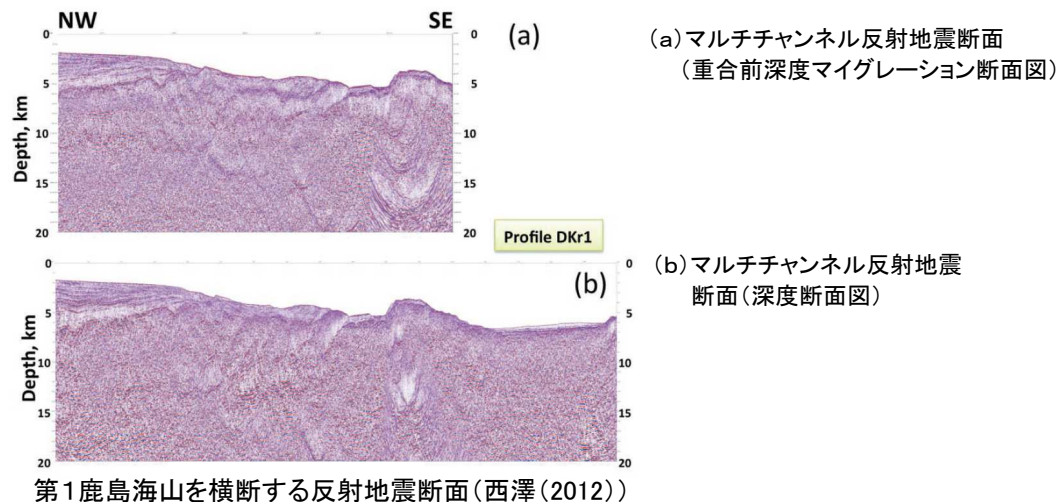 NW
SE
(a)
0
5
10
15
20
Depth, km
0
5
10
15
20
(a)マルチチャンネル反射地震断面
(重合前深度マイグレーション断面図)
Profile DKr1
(b)
0
5
10
15
20
Depth, km
0
5
10
15
20
(b)マルチチャンネル反射地震
断面(深度断面図)
第1鹿島海山を横断する反射地震断面(西澤(2012))